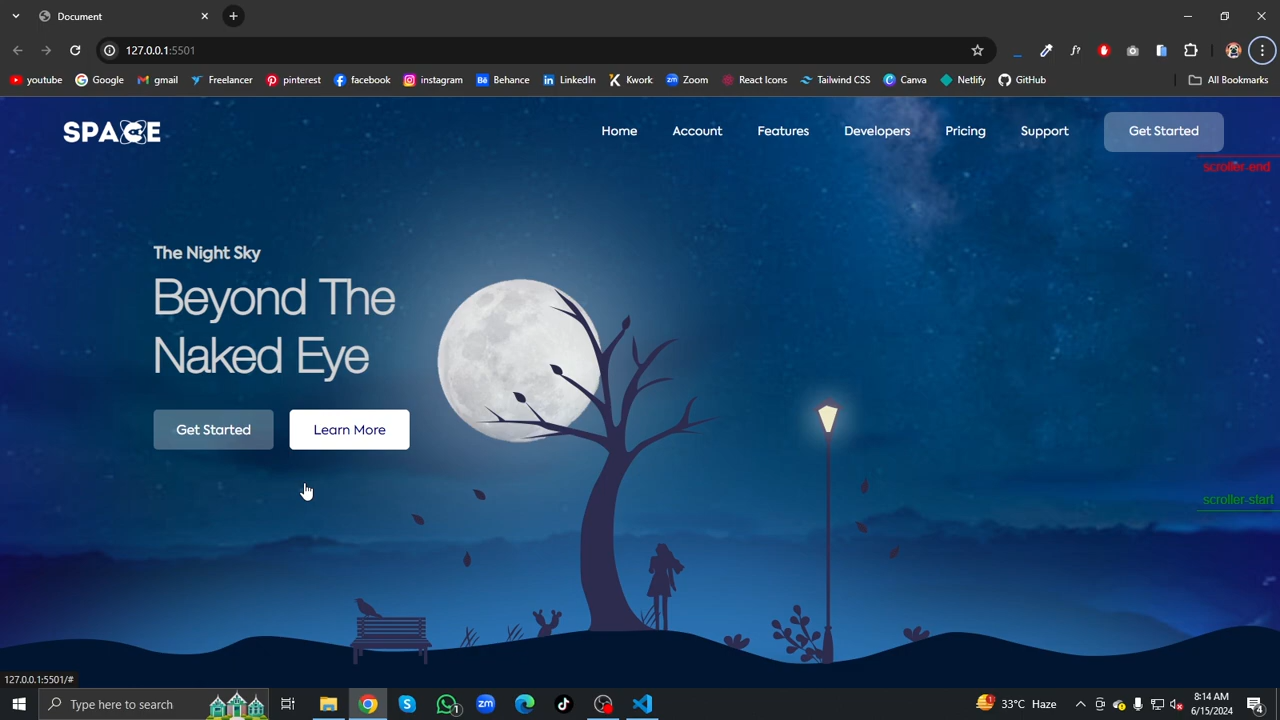 Document
127.0.0.1:5501
youtube Google gmail Freelancer pinterest facebook instagram Behance LinkedIn Kwork Zoom React Icons Tailwind CSS Canva Netlify GitHub All Bookmarks
SPACE
Home Account Features Developers Pricing Support Get Started
scroller-end
The Night Sky
Beyond The
Naked Eye
Get Started Learn More
scroller-start
127.0.0.1:5501/#
Type here to search
33°C Haze
8:14 AM
6/15/2024